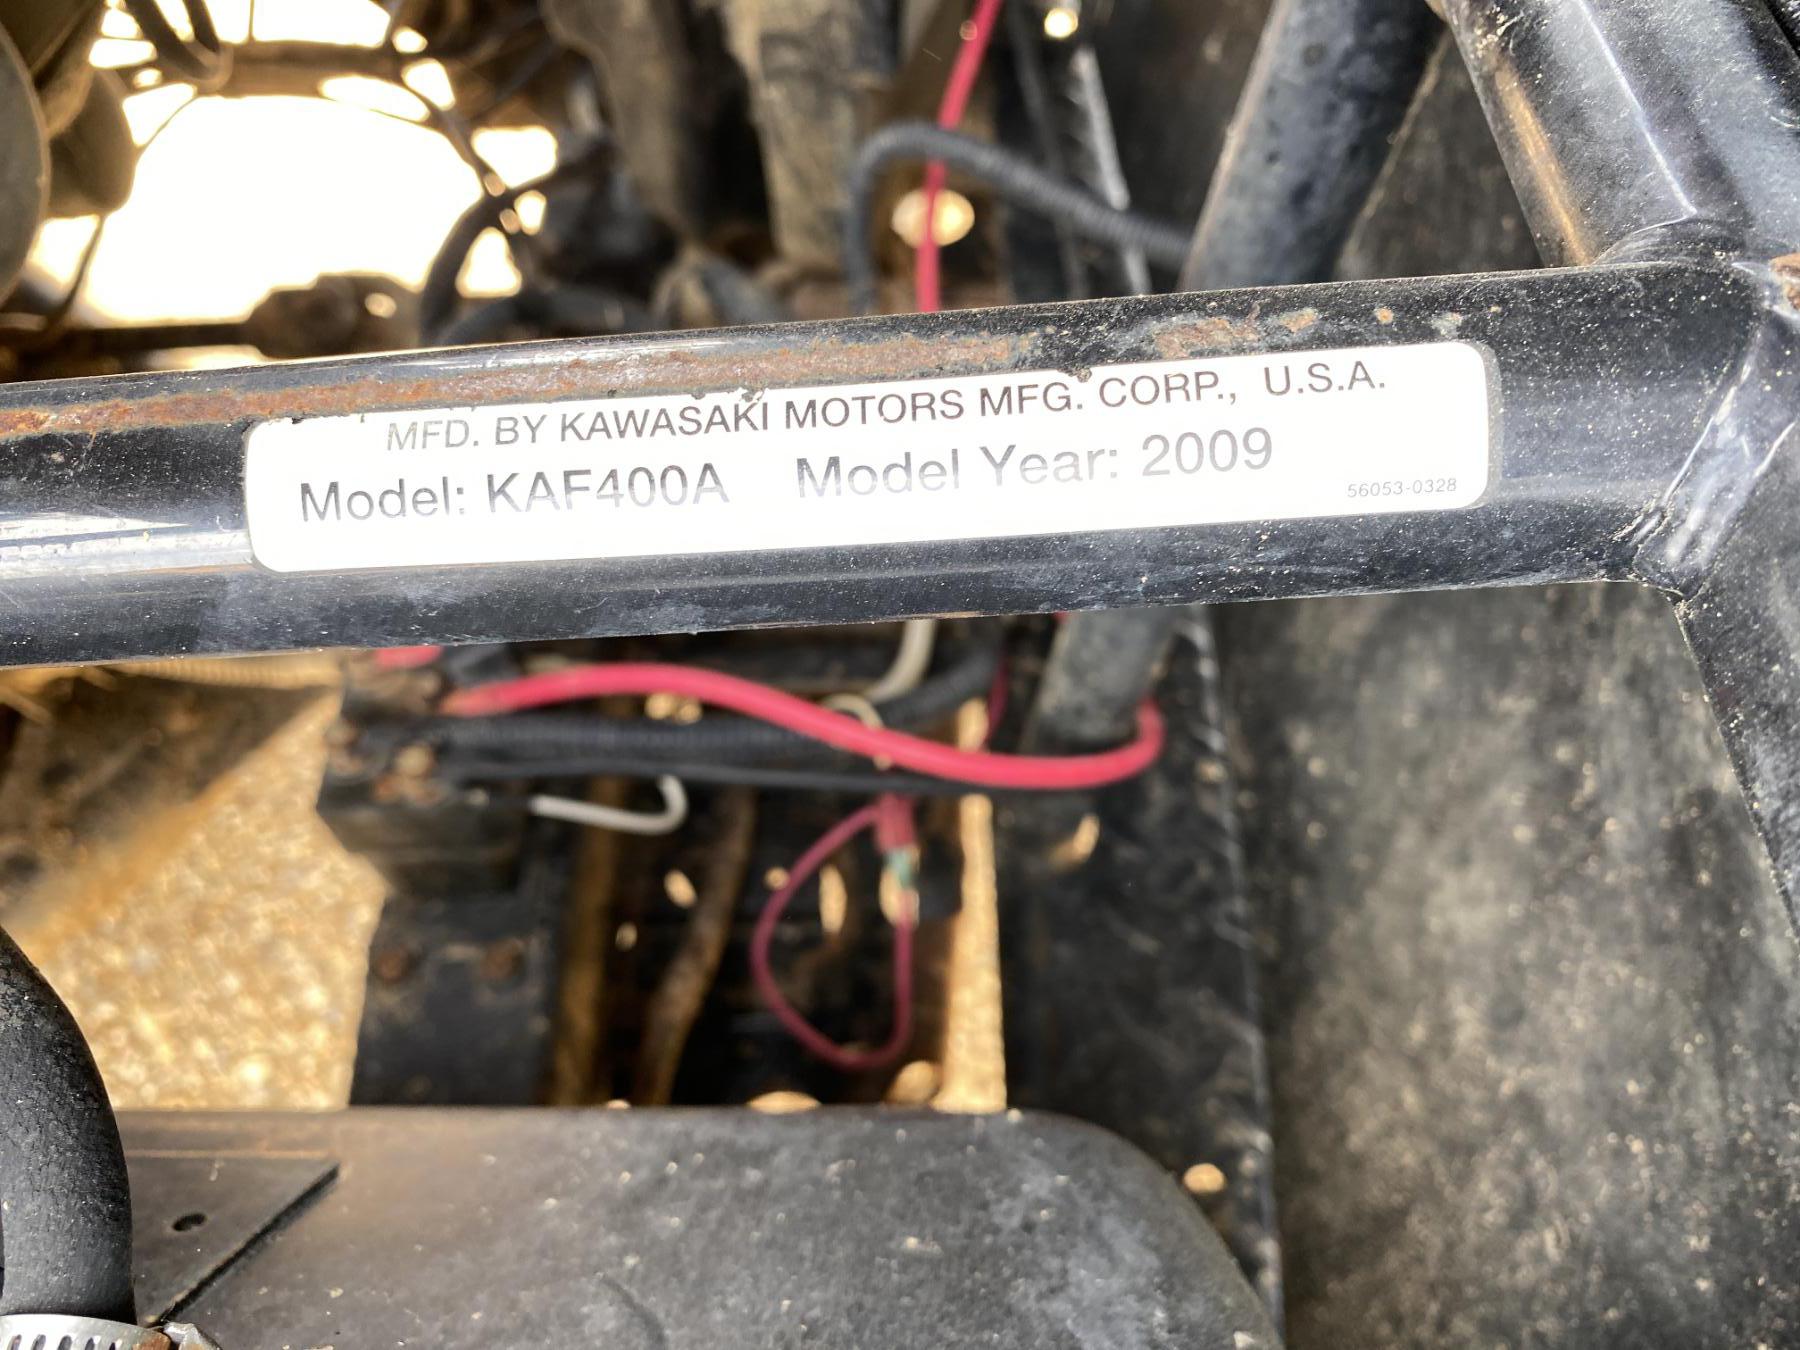 MFD. BY KAWASAKI MOTORS MFG. CORP., U.S.A.
Model: KAF400A Model Year: 2009
56053-0328